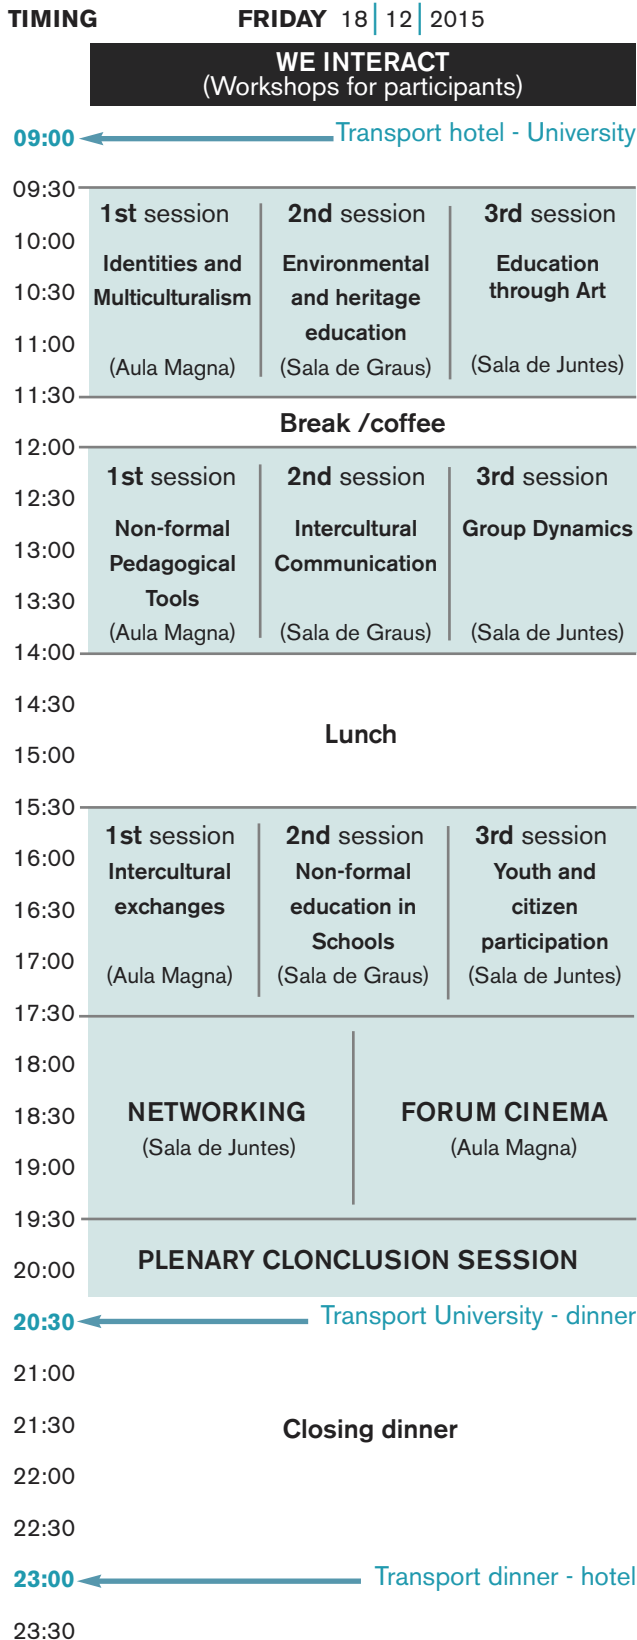 TIMING FRIDAY 18 | 12 | 2015
WE INTERACT
(Workshops for participants)
09:00 Transport hotel - University
09:30
1st session 2nd session 3rd session
10:00
Identities and Environmental Education
10:30
Multiculturalism and heritage through Art
education
11:00
(Aula Magna) (Sala de Graus) (Sala de Juntes)
11:30
Break /coffee
12:00
1st session 2nd session 3rd session
12:30
Non-formal Intercultural Group Dynamics
13:00
Pedagogical Communication
13:30
Tools
(Aula Magna) (Sala de Graus) (Sala de Juntes)
14:00
14:30
Lunch
15:00
15:30
1st session 2nd session 3rd session
16:00
Intercultural Non-formal Youth and
16:30
exchanges education in citizen
Schools participation
17:00
(Aula Magna) (Sala de Graus) (Sala de Juntes)
17:30
18:00
18:30
NETWORKING FORUM CINEMA
(Sala de Juntes) (Aula Magna)
19:00
19:30
PLENARY CLONCLUSION SESSION
20:00
20:30 Transport University - dinner
21:00
21:30
Closing dinner
22:00
22:30
23:00 Transport dinner - hotel
23:30